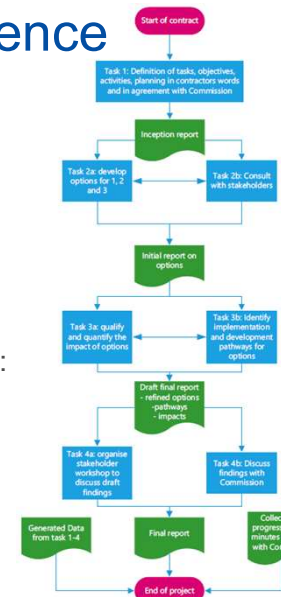 Start of contract
Task 1: Definition of tasks, objectives,
activities, planning in contractors words
and in agreement with Commission
Inception report
Task 2a: develop
options for 1, 2
and 3
Task 2b: Consult
with stakeholders
Initial report on
options
Task 3a: qualify
and quantify the
impact of options
Task 3b: Identify
implementation
and development
pathways for
options
:
Draft final report
- refined options
-pathways
- impacts
Task 4a: organise
stakeholder
workshop to
discuss draft
findings
Task 4b: Discuss
findings with
Commission
Generated Data
from task 1-4
Final report
progress
minutes
End of project